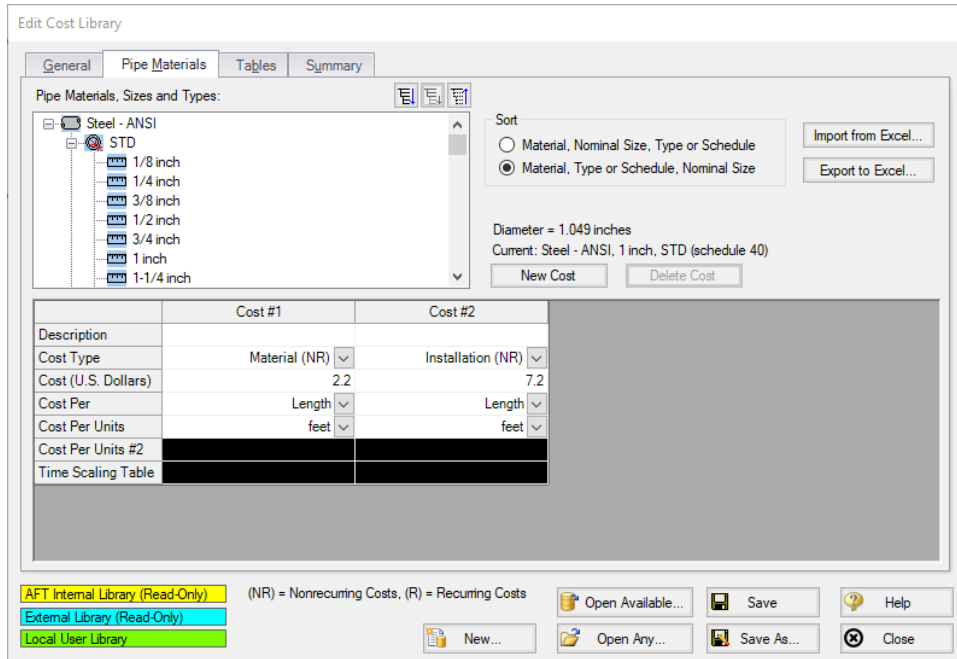 Edit Cost Library
General Pipe Materials Tables Summary
Pipe Materials, Sizes and Types:
Steel - ANSI
STD
1/8 inch
1/4 inch
3/8 inch
1/2 inch
3/4 inch
1 inch
1-1/4 inch
Sort
Material, Nominal Size, Type or Schedule
Material, Type or Schedule, Nominal Size
Import from Excel...
Export to Excel...
Diameter = 1.049 inches
Current: Steel - ANSI, 1 inch, STD (schedule 40)
New Cost Delete Cost
Cost #1 Cost #2
Description
Cost Type Material (NR) Installation (NR)
Cost (U.S. Dollars) 2.2 7.2
Cost Per Length Length
Cost Per Units feet feet
Cost Per Units #2
Time Scaling Table
AFT Internal Library (Read-Only)
External Library (Read-Only)
Local User Library
(NR) = Nonrecurring Costs, (R) = Recurring Costs
Open Available... Save Help
New... Open Any... Save As... Close